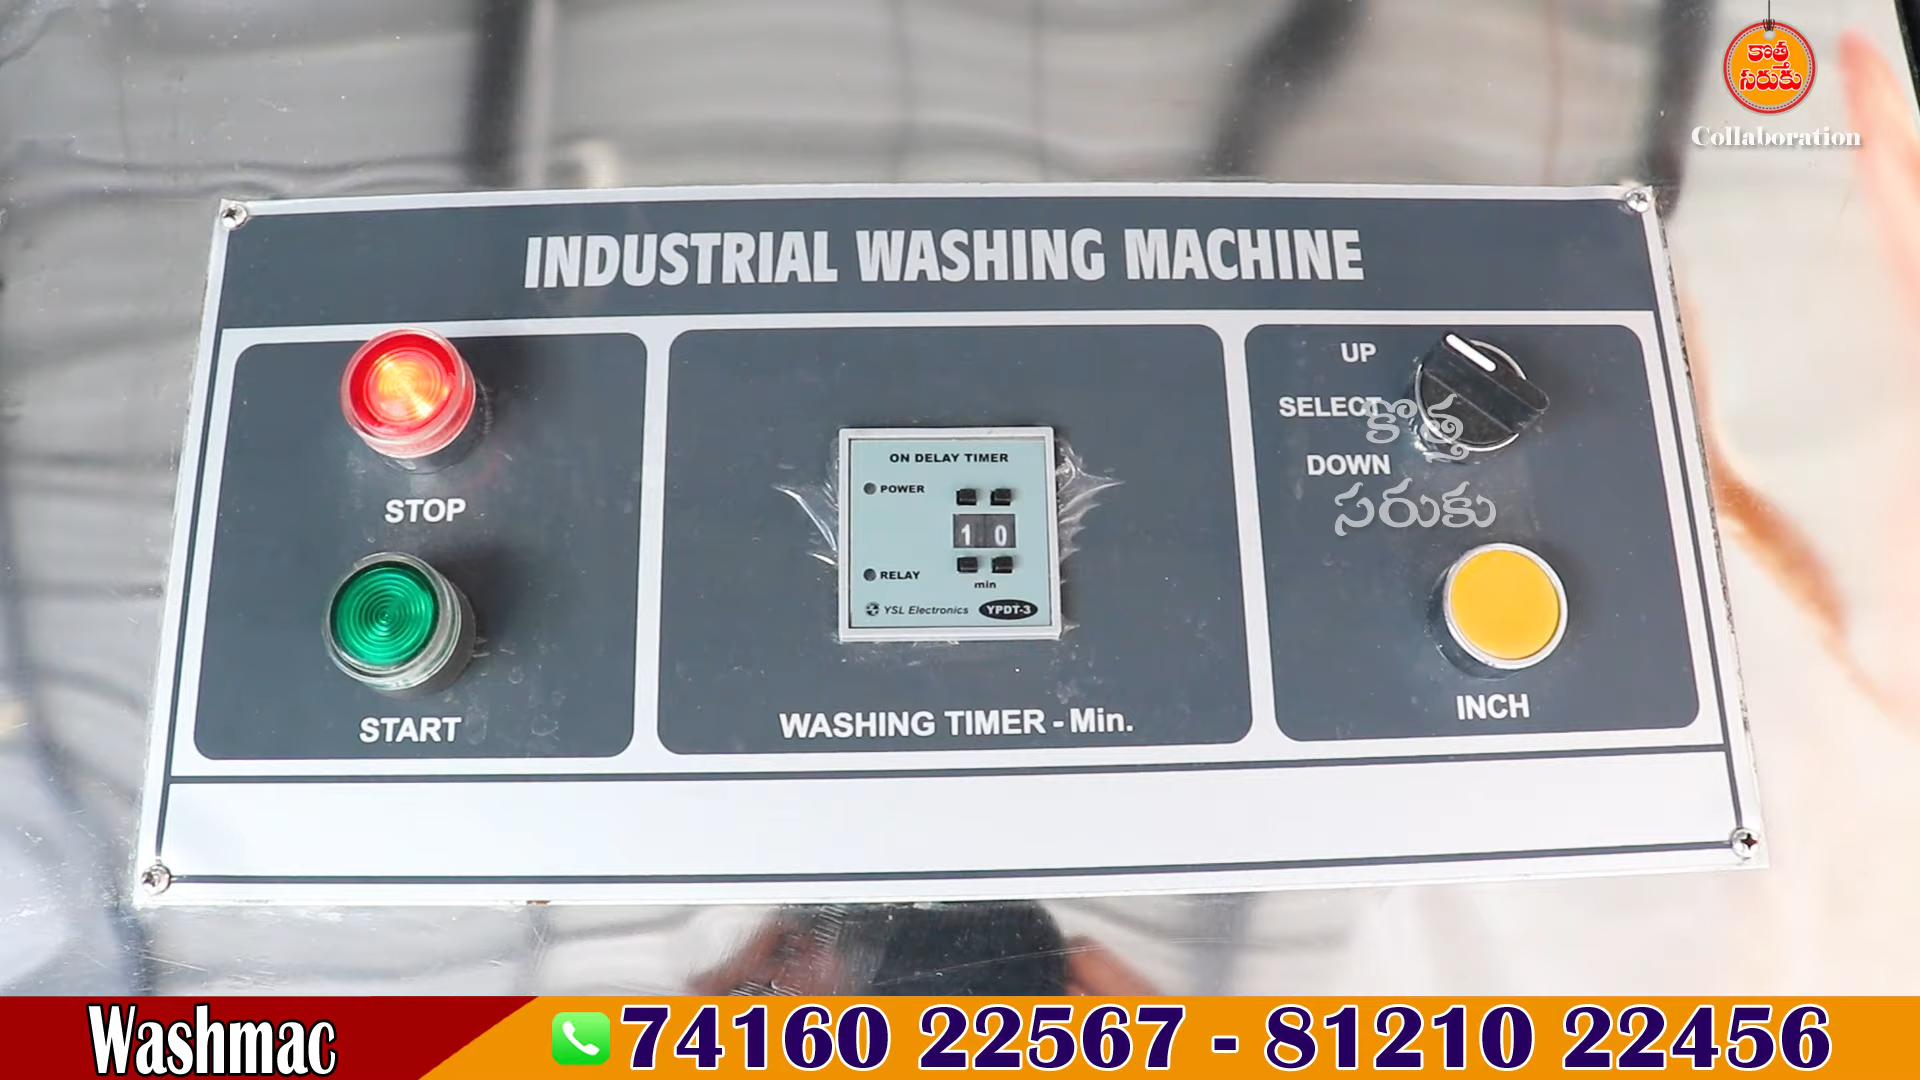 కొత్త
సరుకు
Collaboration
INDUSTRIAL WASHING MACHINE
STOP
START
ON DELAY TIMER
POWER
1 0
RELAY
min
YSL Electronics YPDT-3
WASHING TIMER - Min.
UP
SELECT
DOWN
కొత్త
సరుకు
INCH
Washmac
74160 22567 - 81210 22456